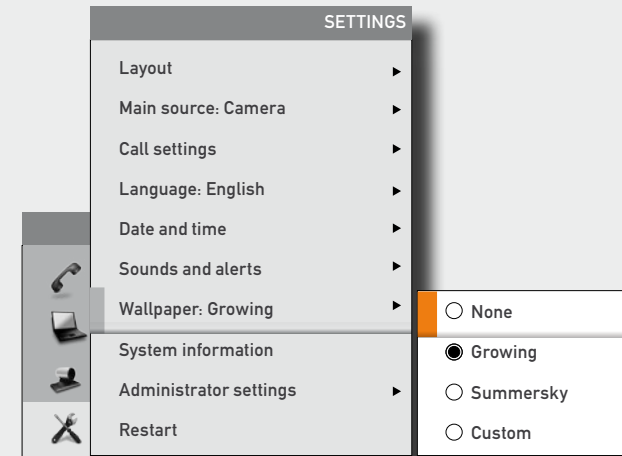 SETTINGS
Layout
Main source: Camera
Call settings
Language: English
Date and time
Sounds and alerts
Wallpaper: Growing
System information
Administrator settings
Restart
None
Growing
Summersky
Custom